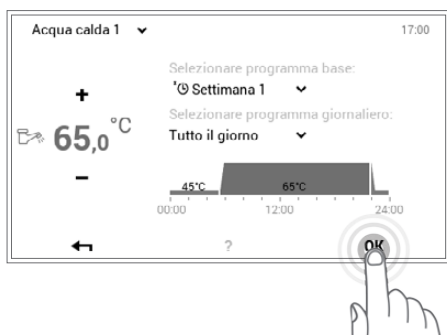 Acqua calda 1
17:00
Selezionare programma base:
Settimana 1
Selezionare programma giornaliero:
Tutto il giorno
+
65,0 °C
−
45°C
65°C
00:00
12:00
24:00
?
OK